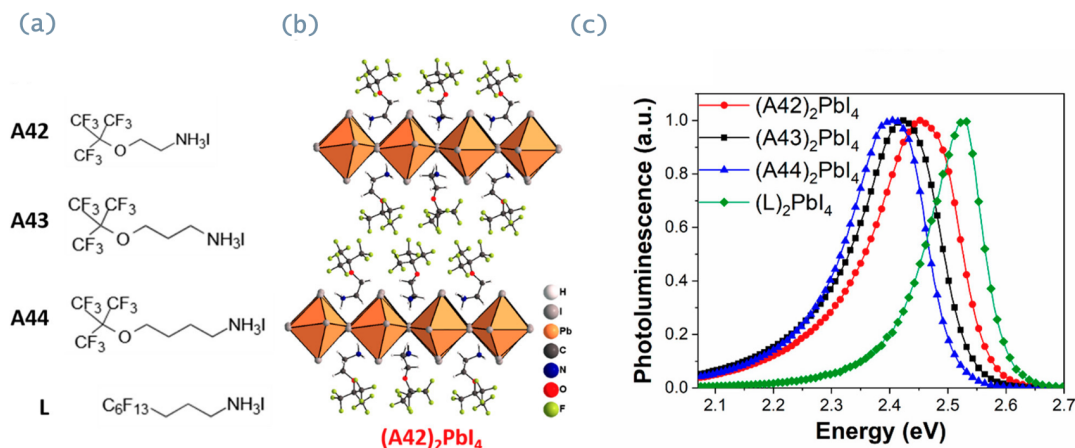 (a)
A42
CF3 CF3
CF3
O
NH3I
A43
CF3 CF3
CF3
O
NH3I
A44
CF3 CF3
CF3
O
NH3I
L
C6F13
NH3I
(b)
H
I
Pb
C
N
O
F
(A42)2PbI4
(c)
Photoluminescence (a.u.)
1.0
0.8
0.6
0.4
0.2
0.0
(A42)2PbI4
(A43)2PbI4
(A44)2PbI4
(L)2PbI4
2.1 2.2 2.3 2.4 2.5 2.6 2.7
Energy (eV)